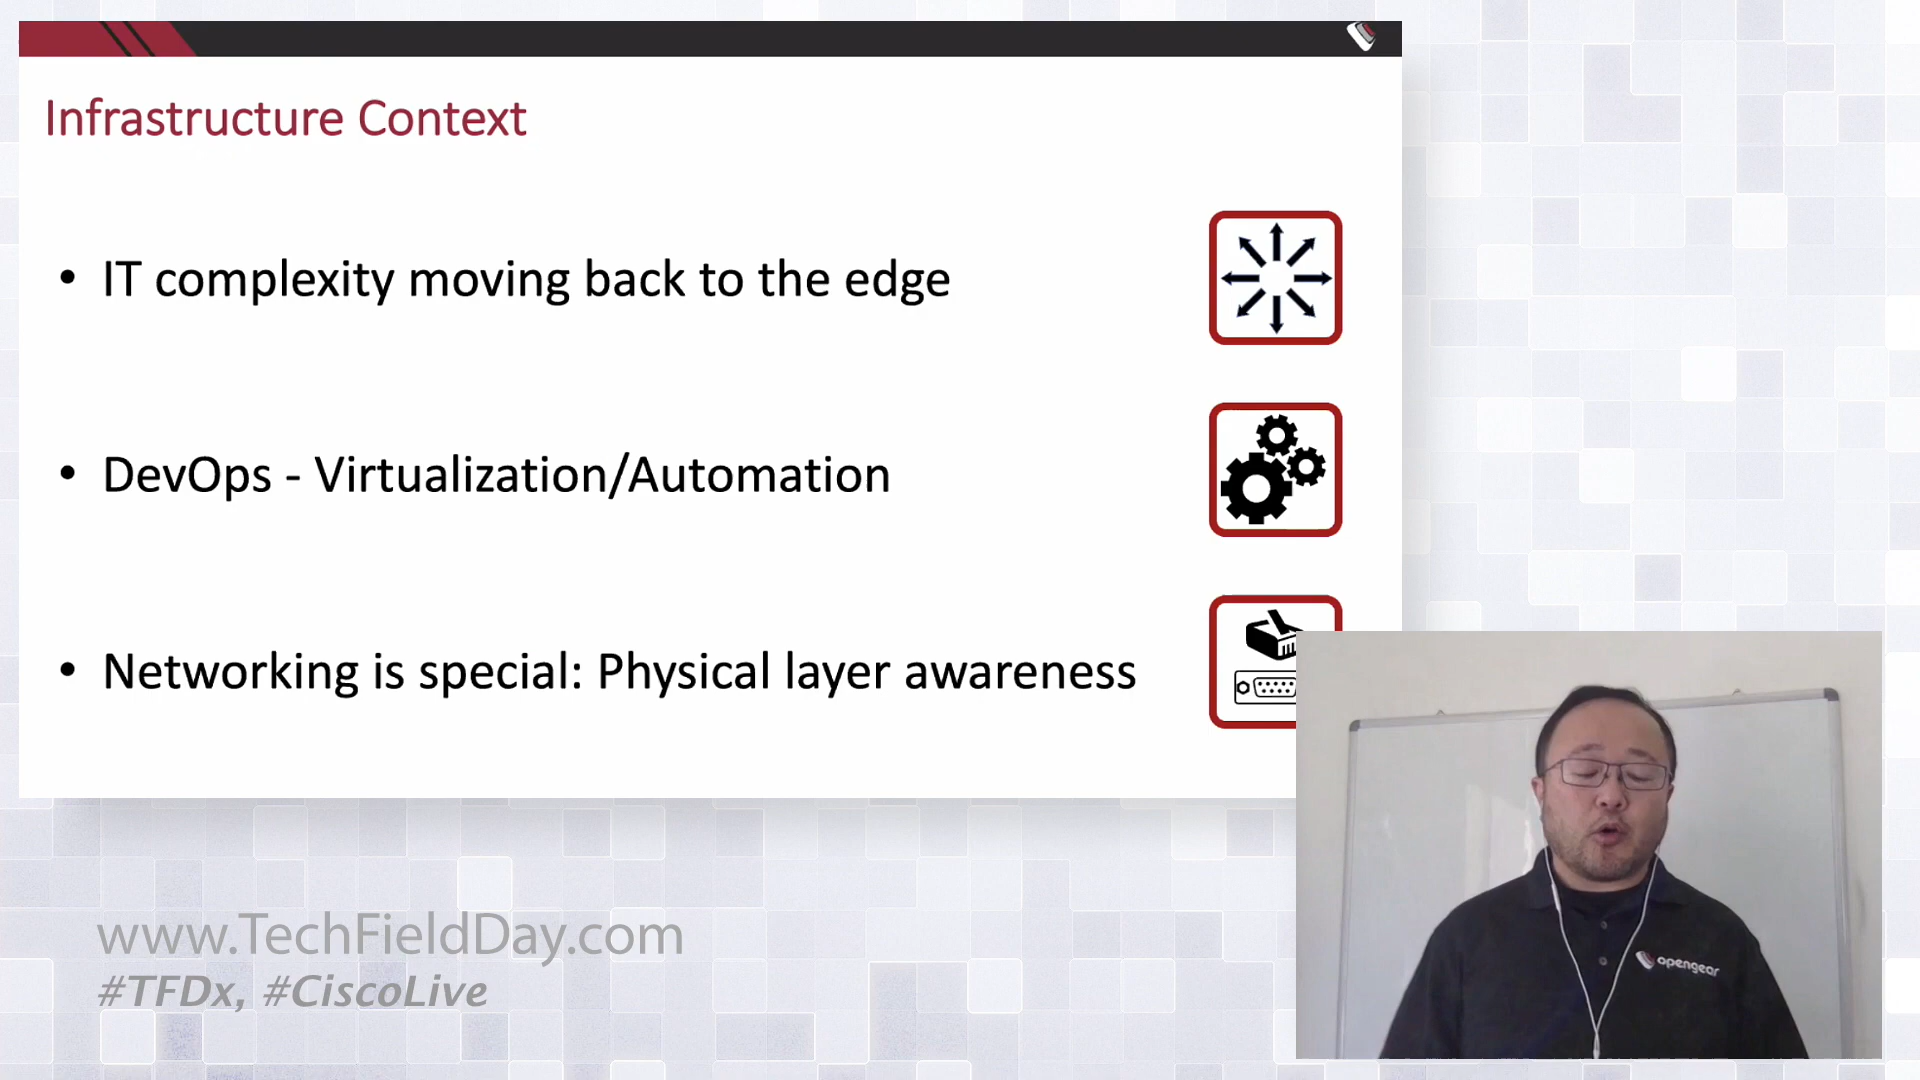 Infrastructure Context
• IT complexity moving back to the edge
• DevOps - Virtualization/Automation
• Networking is special: Physical layer awareness
www.TechFieldDay.com
#TFDx, #CiscoLive
opengear